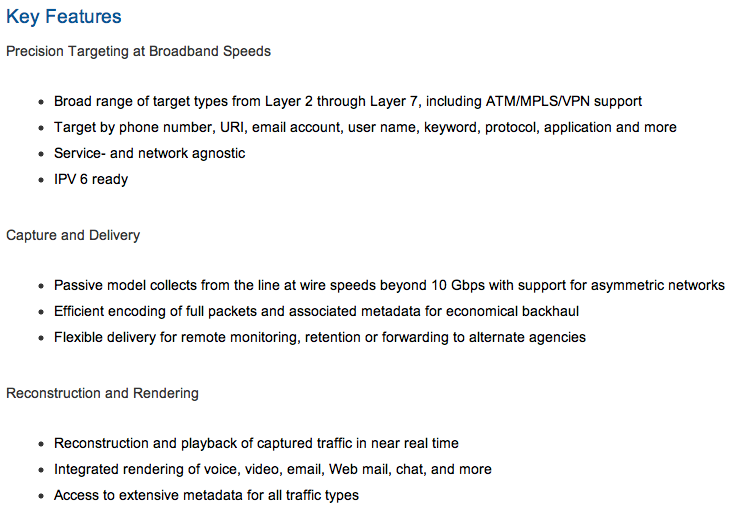 Key Features
Precision Targeting at Broadband Speeds
• Broad range of target types from Layer 2 through Layer 7, including ATM/MPLS/VPN support
• Target by phone number, URI, email account, user name, keyword, protocol, application and more
• Service- and network agnostic
• IPV 6 ready
Capture and Delivery
• Passive model collects from the line at wire speeds beyond 10 Gbps with support for asymmetric networks
• Efficient encoding of full packets and associated metadata for economical backhaul
• Flexible delivery for remote monitoring, retention or forwarding to alternate agencies
Reconstruction and Rendering
• Reconstruction and playback of captured traffic in near real time
• Integrated rendering of voice, video, email, Web mail, chat, and more
• Access to extensive metadata for all traffic types